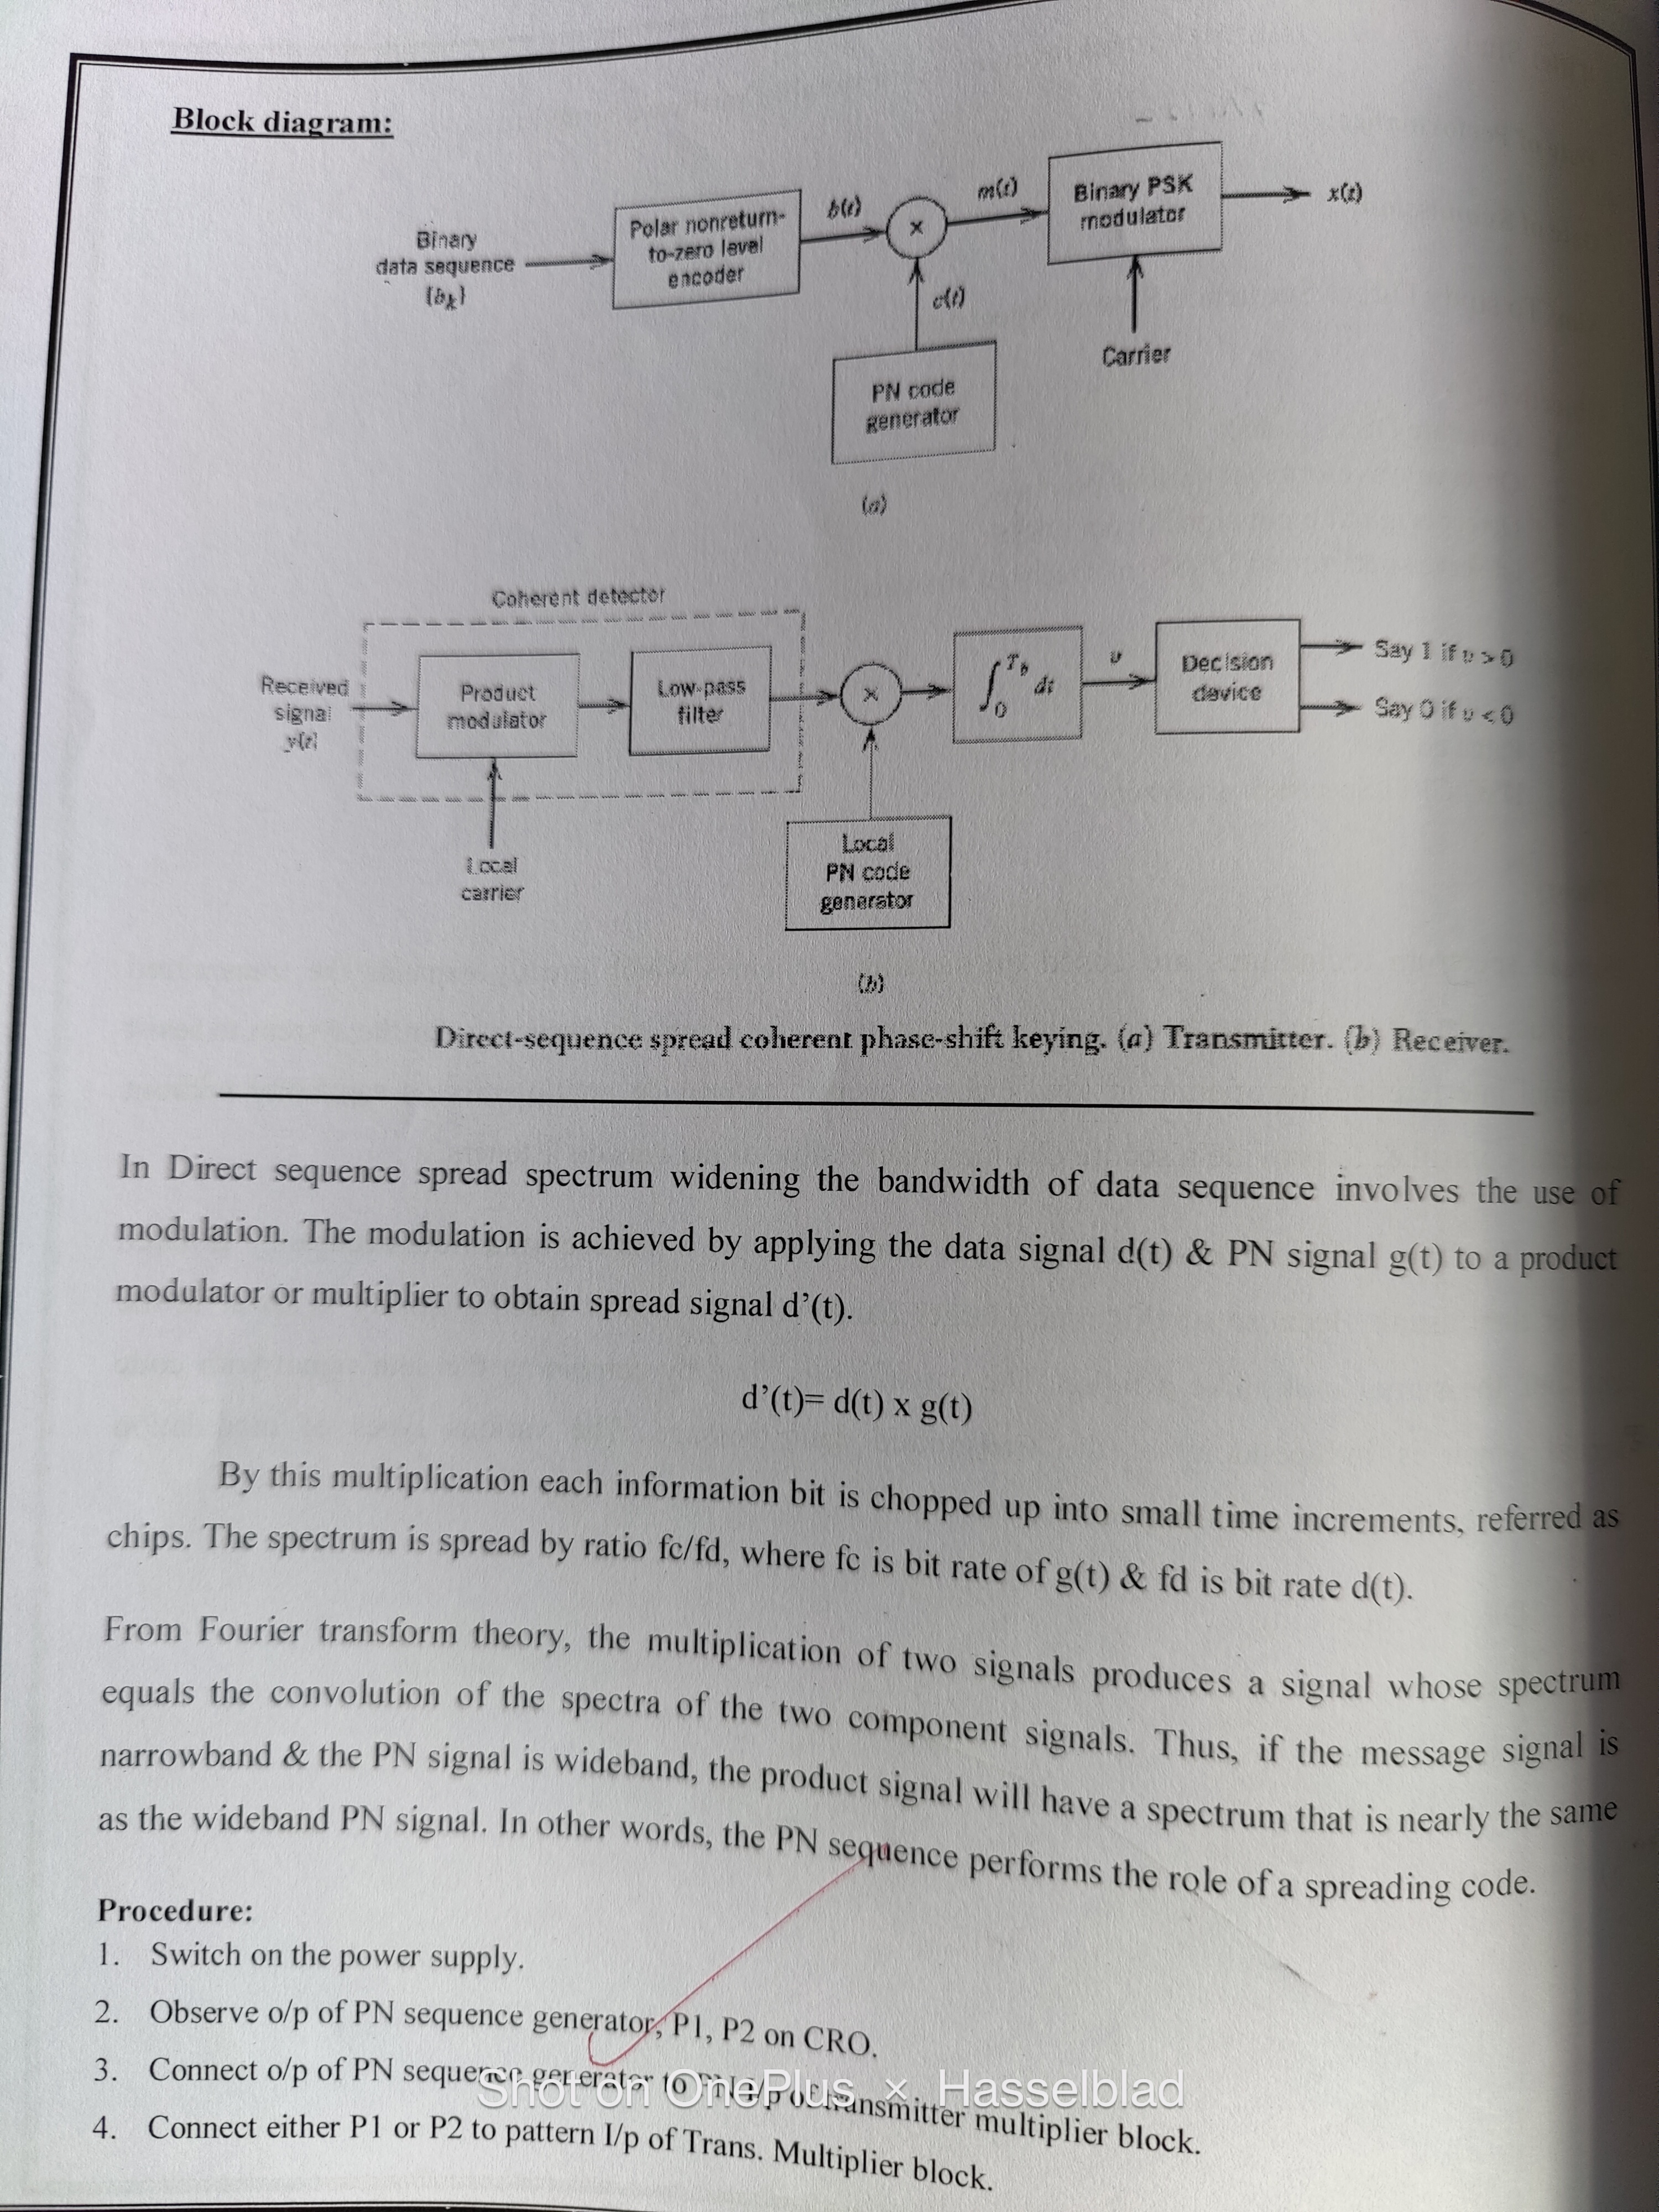 Block diagram:
Binary
data sequence
{bk}
Polar nonreturn-
to-zero level
encoder
b(t)
×
m(t)
Binary PSK
modulator
x(t)
c(t)
Carrier
PN code
generator
(a)
Coherent detector
Received
signal
y(t)
Product
modulator
Low-pass
filter
×
∫0Tb dt
v
Decision
device
Say 1 if v > 0
Say 0 if v < 0
Local
carrier
Local
PN code
generator
(b)
Direct-sequence spread coherent phase-shift keying. (a) Transmitter. (b) Receiver.
In Direct sequence spread spectrum widening the bandwidth of data sequence involves the use of
modulation. The modulation is achieved by applying the data signal d(t) & PN signal g(t) to a product
modulator or multiplier to obtain spread signal d’(t).
d’(t)= d(t) x g(t)
By this multiplication each information bit is chopped up into small time increments, referred as
chips. The spectrum is spread by ratio fc/fd, where fc is bit rate of g(t) & fd is bit rate d(t).
From Fourier transform theory, the multiplication of two signals produces a signal whose spectrum
equals the convolution of the spectra of the two component signals. Thus, if the message signal is
narrowband & the PN signal is wideband, the product signal will have a spectrum that is nearly the same
as the wideband PN signal. In other words, the PN sequence performs the role of a spreading code.
Procedure:
1. Switch on the power supply.
2. Observe o/p of PN sequence generator, P1, P2 on CRO.
3. Connect o/p of PN sequence generator to PN I/p of transmitter multiplier block.
4. Connect either P1 or P2 to pattern I/p of Trans. Multiplier block.
Shot on OnePlus × Hasselblad